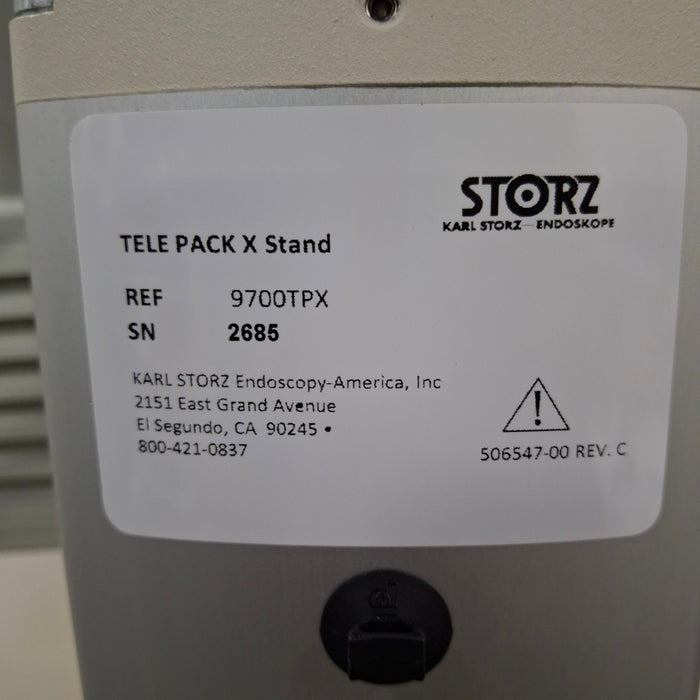 STORZ
KARL STORZ—ENDOSKOPE
TELE PACK X Stand
REF 9700TPX
SN 2685
KARL STORZ Endoscopy-America, Inc
2151 East Grand Avenue
El Segundo, CA 90245 •
800-421-0837
!
506547-00 REV. C